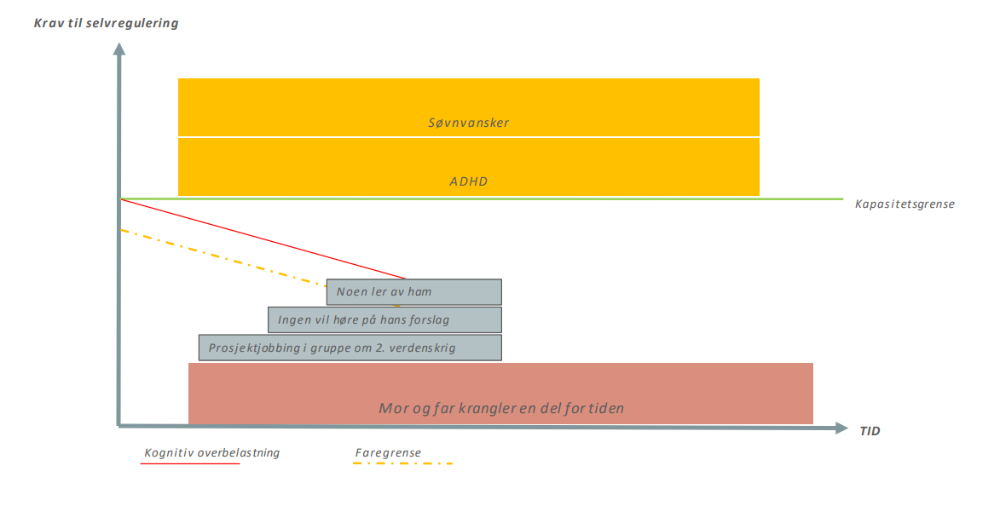 Krav til selvregulering
Søvnvansker
ADHD
Kapasitetsgrense
Noen ler av ham
Ingen vil høre på hans forslag
Prosjektjobbing i gruppe om 2. verdenskrig
Mor og far krangler en del for tiden
TID
Kognitiv overbelastning
Faregrense